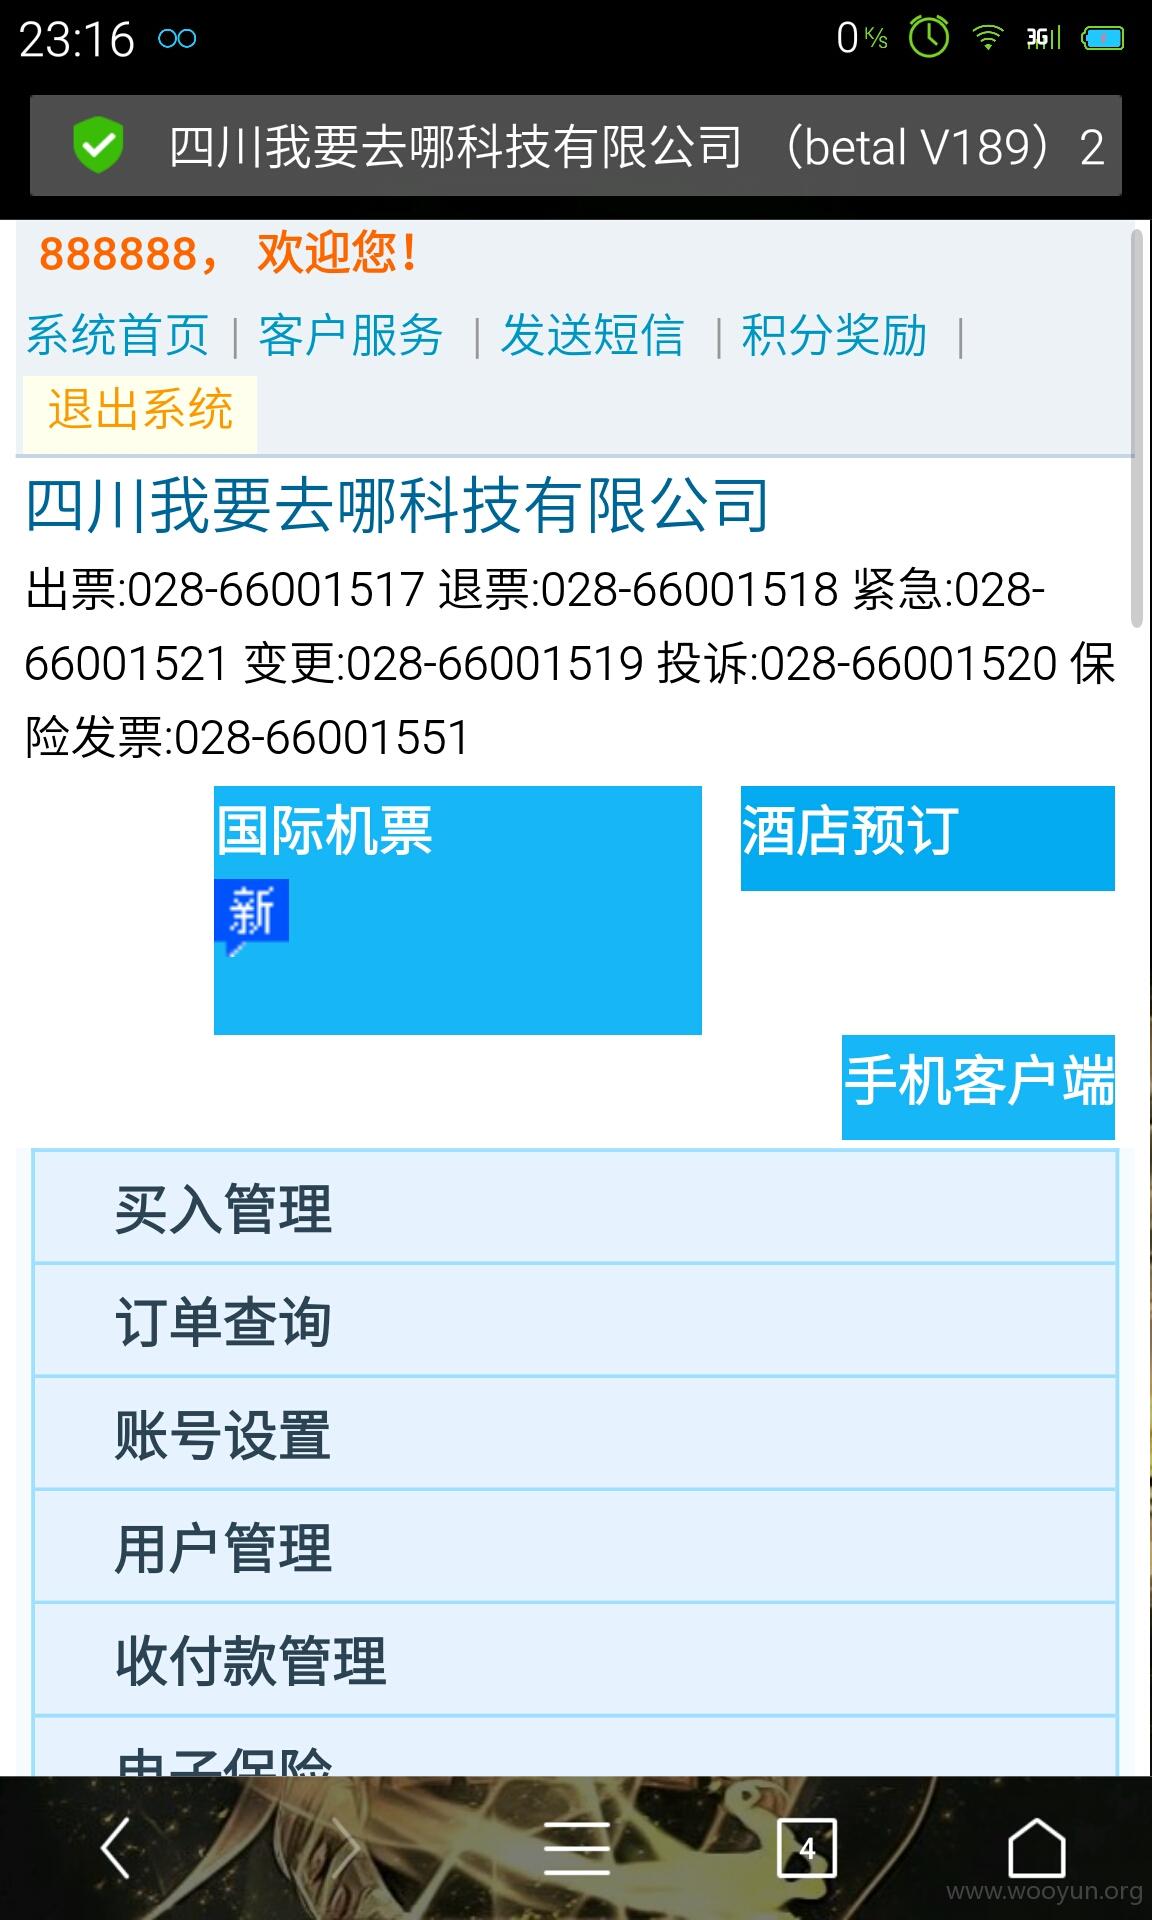 23:16
0 K/s
3G
四川我要去哪科技有限公司 （betal V189）2
888888， 欢迎您！
系统首页 | 客户服务 | 发送短信 | 积分奖励 |
退出系统
四川我要去哪科技有限公司
出票:028-66001517 退票:028-66001518 紧急:028-
66001521 变更:028-66001519 投诉:028-66001520 保
险发票:028-66001551
国际机票
酒店预订
新
手机客户端
买入管理
订单查询
账号设置
用户管理
收付款管理
电子保险
4
www.wooyun.org